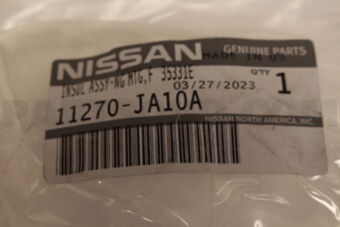 NISSAN GENUINE PARTS
MADE IN US
INSUL ASSY-NG MTG,F 35331E
03/27/2023
QTY 1
11270-JA10A
NISSAN NORTH AMERICA, INC.